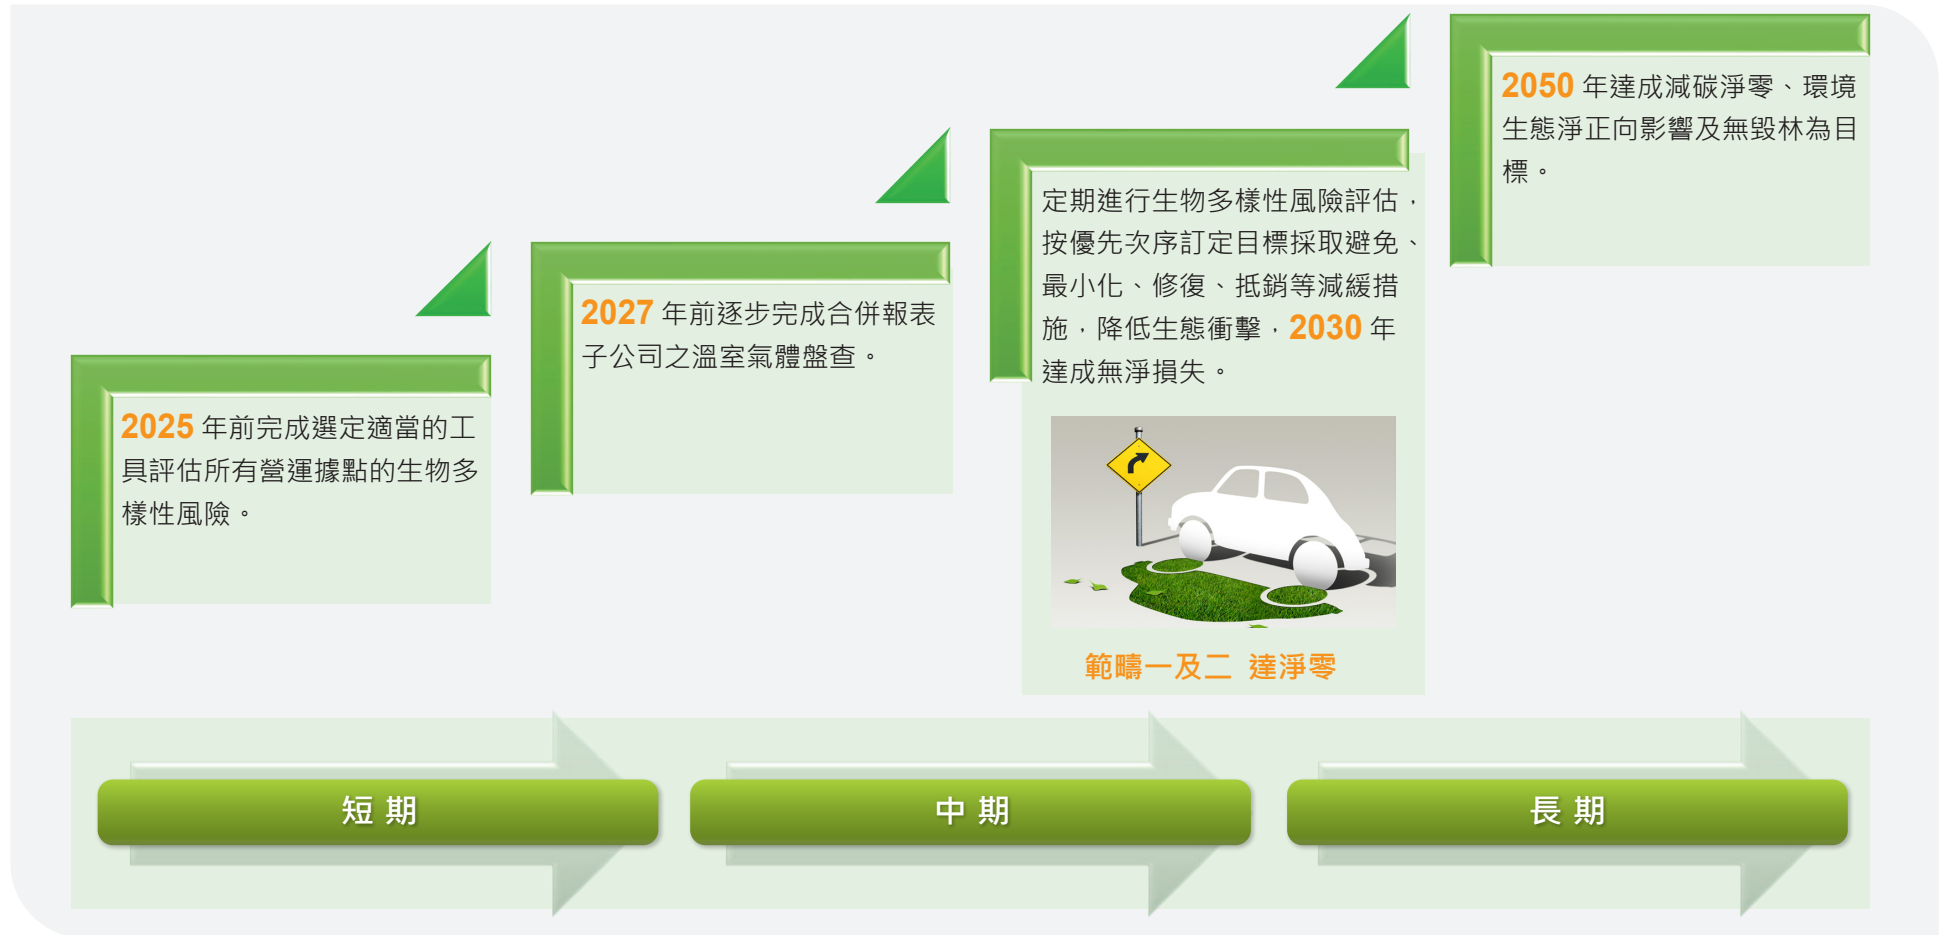 2025 年前完成選定適當的工
具評估所有營運據點的生物多
樣性風險。
2027 年前逐步完成合併報表
子公司之溫室氣體盤查。
定期進行生物多樣性風險評估，
按優先次序訂定目標採取避免、
最小化、修復、抵銷等減緩措
施，降低生態衝擊，2030 年
達成無淨損失。
範疇一及二 達淨零
2050 年達成減碳淨零、環境
生態淨正向影響及無毀林為目
標。
短期
中期
長期